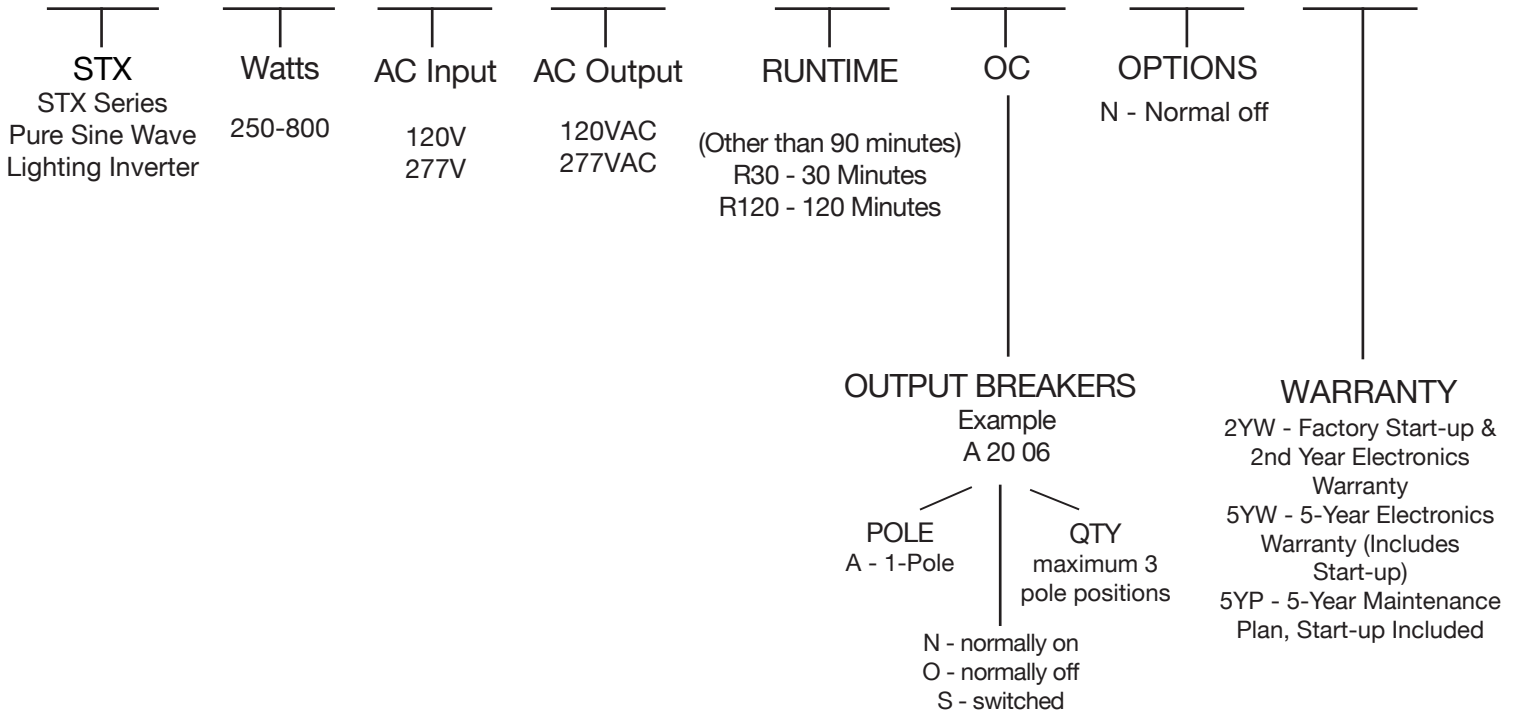 STX
STX Series
Pure Sine Wave
Lighting Inverter
Watts
250-800
AC Input
120V
277V
AC Output
120VAC
277VAC
RUNTIME
(Other than 90 minutes)
R30 - 30 Minutes
R120 - 120 Minutes
OC
OPTIONS
N - Normal off
OUTPUT BREAKERS
Example
A 20 06
POLE
A - 1-Pole
QTY
maximum 3
pole positions
N - normally on
O - normally off
S - switched
WARRANTY
2YW - Factory Start-up &
2nd Year Electronics
Warranty
5YW - 5-Year Electronics
Warranty (Includes
Start-up)
5YP - 5-Year Maintenance
Plan, Start-up Included